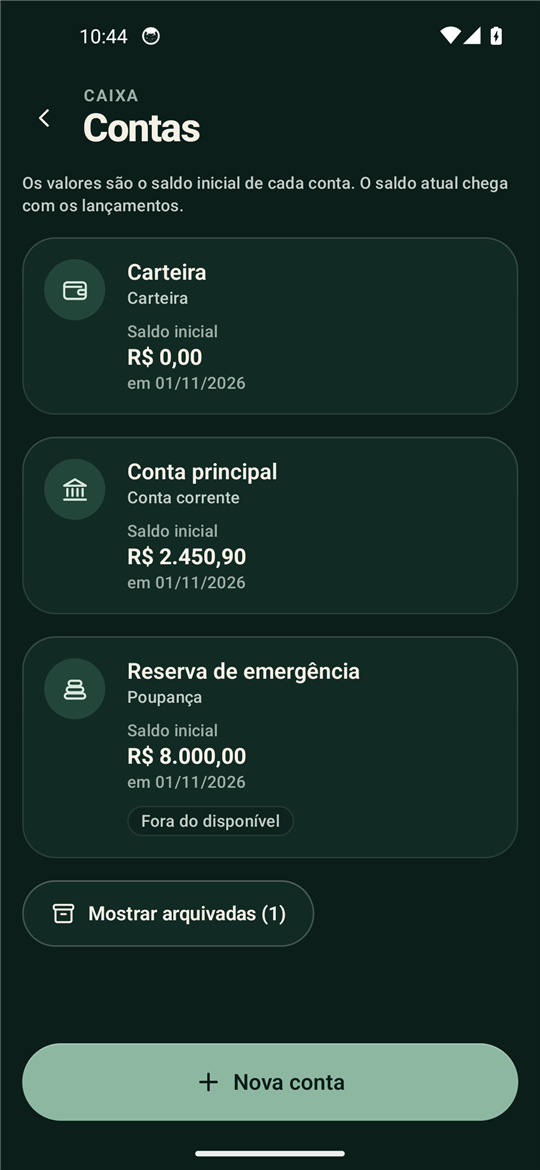 10:44
CAIXA
Contas
Os valores são o saldo inicial de cada conta. O saldo atual chega
com os lançamentos.
Carteira
Carteira
Saldo inicial
R$ 0,00
em 01/11/2026
Conta principal
Conta corrente
Saldo inicial
R$ 2.450,90
em 01/11/2026
Reserva de emergência
Poupança
Saldo inicial
R$ 8.000,00
em 01/11/2026
Fora do disponível
Mostrar arquivadas (1)
Nova conta